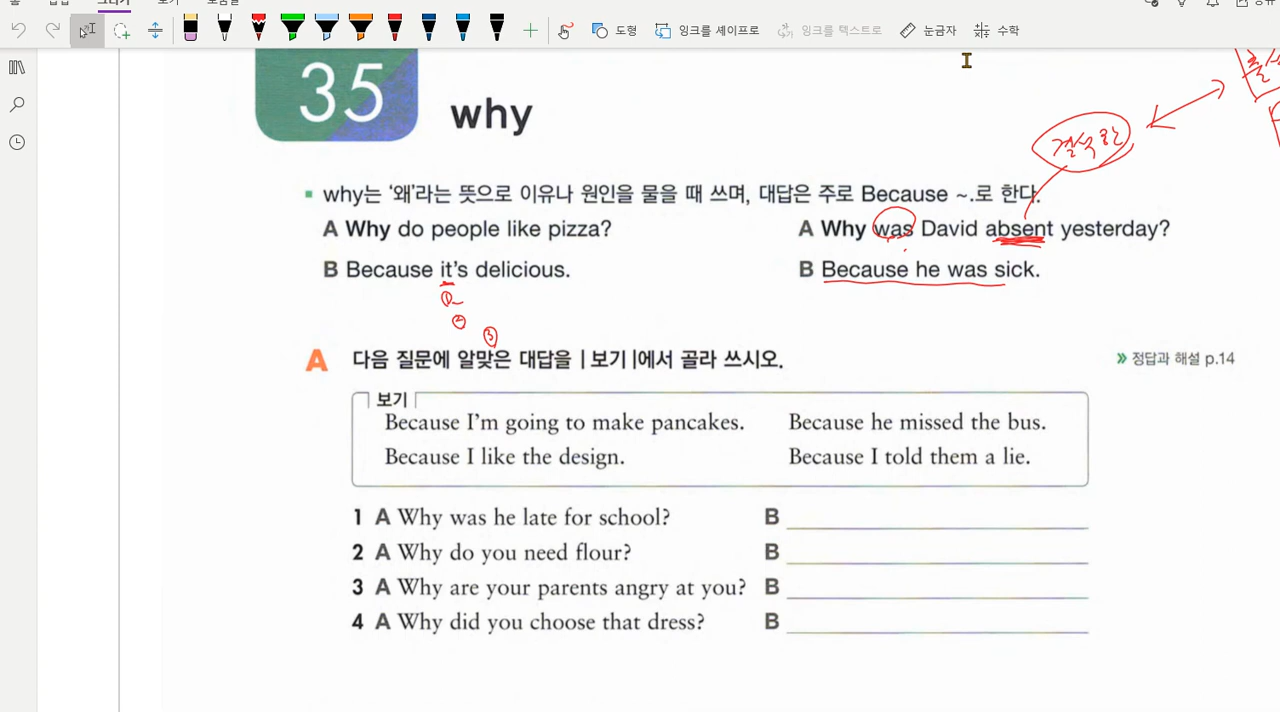 도형
잉크를 셰이프로
잉크를 텍스트로
눈금자
수학
35
why
결석한
why는 ‘왜’라는 뜻으로 이유나 원인을 물을 때 쓰며, 대답은 주로 Because ~.로 한다.
A Why do people like pizza?
A Why was David absent yesterday?
B Because it's delicious.
B Because he was sick.
①
②
③
A 다음 질문에 알맞은 대답을 |보기|에서 골라 쓰시오.
» 정답과 해설 p.14
보기
Because I'm going to make pancakes.
Because he missed the bus.
Because I like the design.
Because I told them a lie.
1 A Why was he late for school? B
2 A Why do you need flour? B
3 A Why are your parents angry at you? B
4 A Why did you choose that dress? B